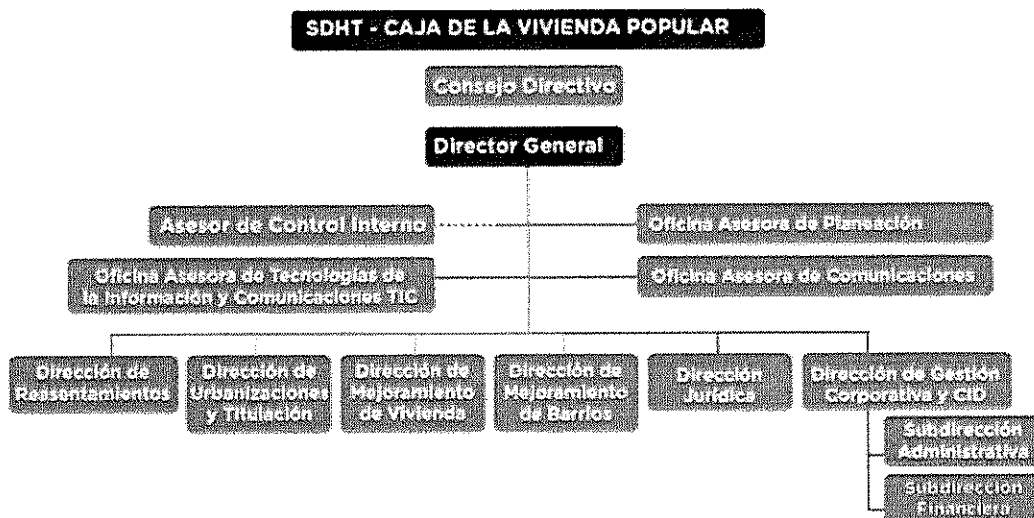 SDHT - CAJA DE LA VIVIENDA POPULAR
Consejo Directivo
Director General
Asesor de Control Interno
Oficina Asesora de Planeación
Oficina Asesora de Tecnologías de
la Información y Comunicaciones TIC
Oficina Asesora de Comunicaciones
Dirección de
Reasentamientos
Dirección de
Urbanizaciones
y Titulación
Dirección de
Mejoramiento
de Vivienda
Dirección de
Mejoramiento
de Barrios
Dirección
Jurídica
Dirección de Gestión
Corporativa y CID
Subdirección
Administrativa
Subdirección
Financiera